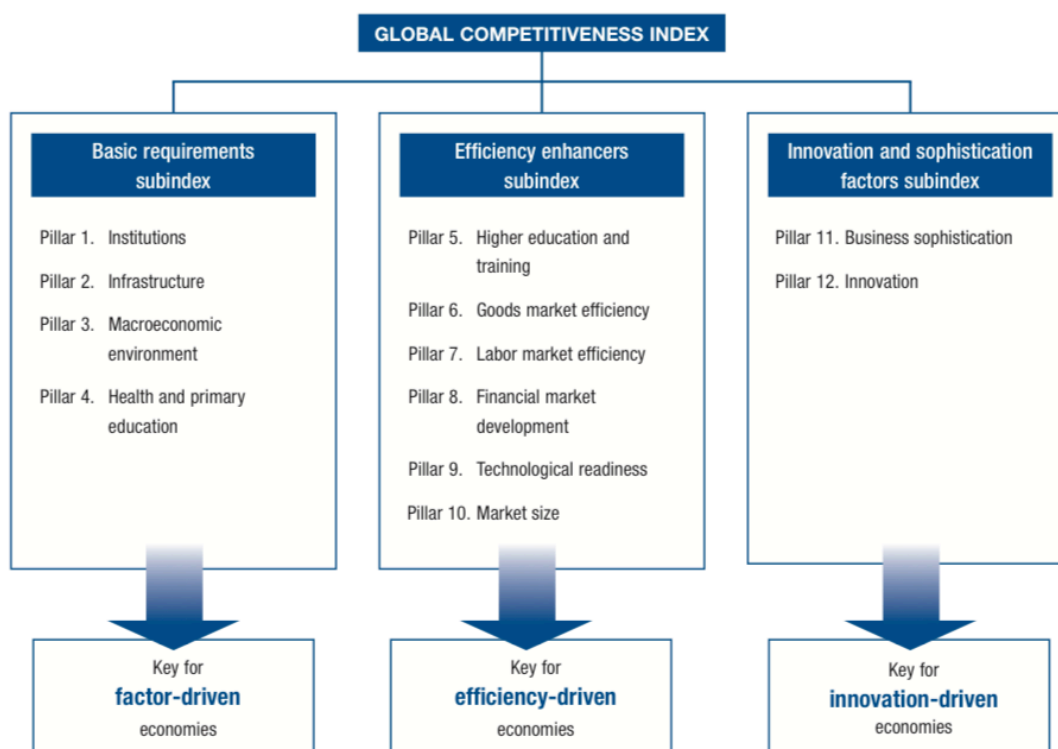 GLOBAL COMPETITIVENESS INDEX
Basic requirements
subindex
Pillar 1. Institutions
Pillar 2. Infrastructure
Pillar 3. Macroeconomic
environment
Pillar 4. Health and primary
education
Key for
factor-driven
economies
Efficiency enhancers
subindex
Pillar 5. Higher education and
training
Pillar 6. Goods market efficiency
Pillar 7. Labor market efficiency
Pillar 8. Financial market
development
Pillar 9. Technological readiness
Pillar 10. Market size
Key for
efficiency-driven
economies
Innovation and sophistication
factors subindex
Pillar 11. Business sophistication
Pillar 12. Innovation
Key for
innovation-driven
economies